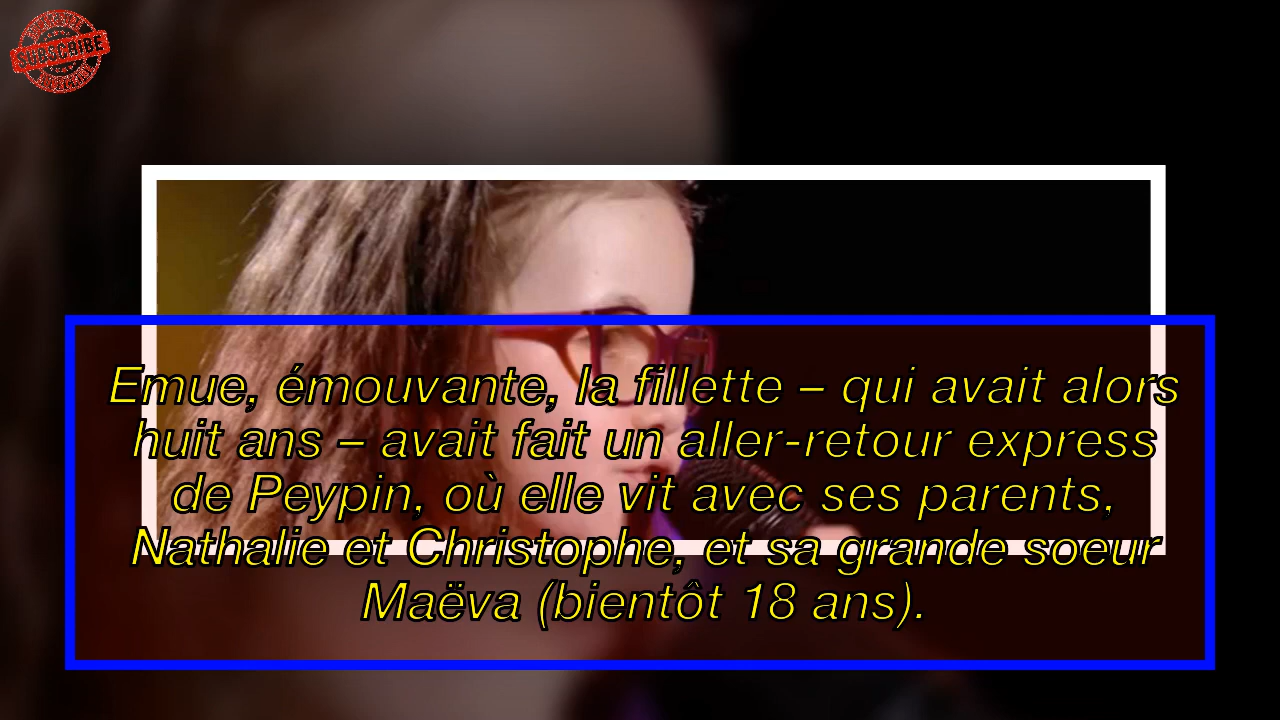 SUBSCRIBE
Emue, émouvante, la fillette – qui avait alors
huit ans – avait fait un aller-retour express
de Peypin, où elle vit avec ses parents,
Nathalie et Christophe, et sa grande soeur
Maëva (bientôt 18 ans).